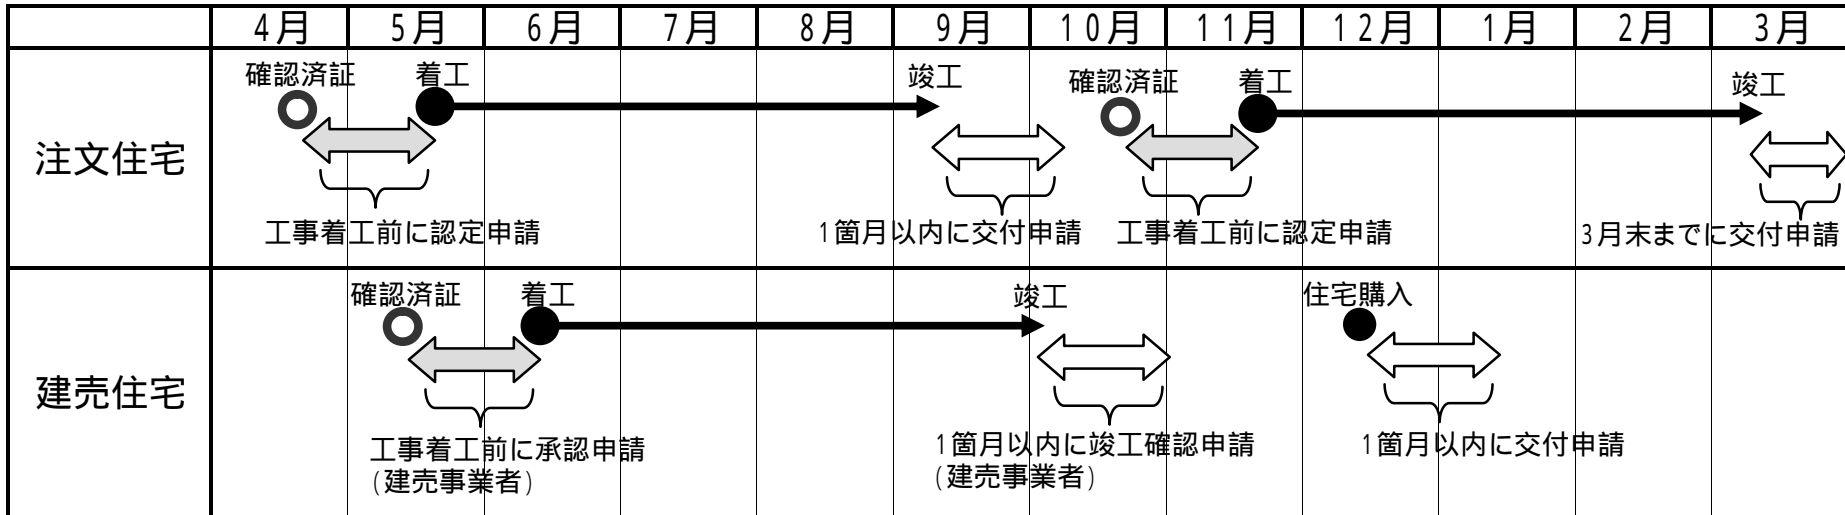 4月 5月 6月 7月 8月 9月 10月 11月 12月 1月 2月 3月
注文住宅
確認済証 着工 竣工 確認済証 着工 竣工
工事着工前に認定申請 1箇月以内に交付申請 工事着工前に認定申請 3月末までに交付申請
建売住宅
確認済証 着工 竣工 住宅購入
工事着工前に承認申請
(建売事業者)
1箇月以内に竣工確認申請
(建売事業者)
1箇月以内に交付申請